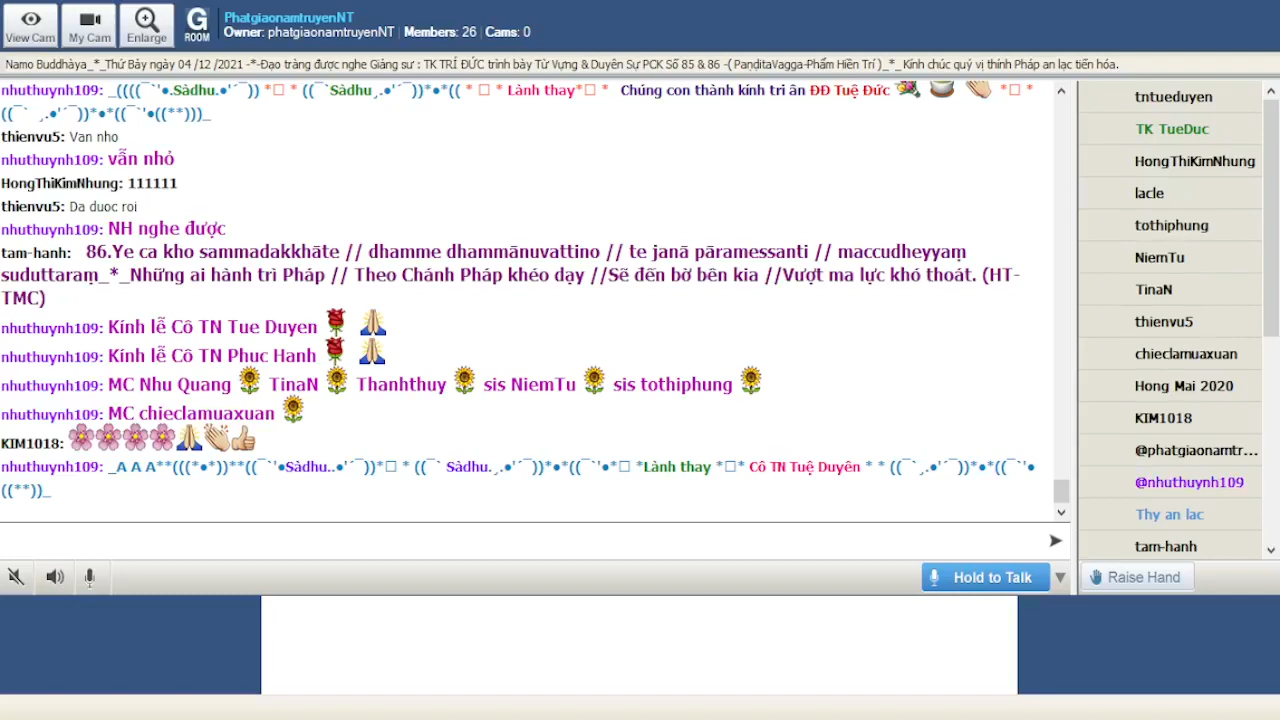 View Cam
My Cam
Enlarge
G
ROOM
PhatgiaonamtruyenNT
Owner: phatgiaonamtruyenNT | Members: 26 | Cams: 0
Namo Buddhàya_*_Thứ Bảy ngày 04 /12 /2021 -*-Đạo tràng được nghe Giảng sư : TK TRÍ ĐỨC trình bày Từ Vựng & Duyên Sự PCK Số 85 & 86 -( PaṇḍitaVagga-Phẩm Hiền Trí )_*_ Kính chúc quý vị thính Pháp an lạc tiến hóa.
nhuthuynh109: _((((¯`'•.Sàdhu.•'´¯)) *□ * ((¯`Sàdhu¸.•'´¯))*•*(( * □ * Lành thay*□ * Chúng con thành kính tri ân ĐĐ Tuệ Đức *□ *
((¯` ¸.•'´¯))*•*((¯`'•((**)))_
thienvu5: Van nho
nhuthuynh109: vẫn nhỏ
HongThiKimNhung: 111111
thienvu5: Da duoc roi
nhuthuynh109: NH nghe được
tam-hanh: 86.Ye ca kho sammadakkhāte // dhamme dhammānuvattino // te janā pāramessanti // maccudheyyaṃ
suduttaraṃ_*_Những ai hành trì Pháp // Theo Chánh Pháp khéo dạy //Sẽ đến bờ bên kia //Vượt ma lực khó thoát. (HT-
TMC)
nhuthuynh109: Kính lễ Cô TN Tue Duyen
nhuthuynh109: Kính lễ Cô TN Phuc Hanh
nhuthuynh109: MC Nhu Quang TinaN Thanhthuy sis NiemTu sis tothiphung
nhuthuynh109: MC chieclamuaxuan
KIM1018:
nhuthuynh109: _A A A**(((*•*))**((¯`'•Sàdhu..•'´¯))*□ * ((¯` Sàdhu.¸.•'´¯))*•*((¯`'•*□ *Lành thay *□* Cô TN Tuệ Duyên * * ((¯`¸.•'´¯))*•*((¯`'•
((**))_
Hold to Talk
tntueduyen
TK TueDuc
HongThiKimNhung
lacle
tothiphung
NiemTu
TinaN
thienvu5
chieclamuaxuan
Hong Mai 2020
KIM1018
@phatgiaonamtr...
@nhuthuynh109
Thy an lac
tam-hanh
Raise Hand